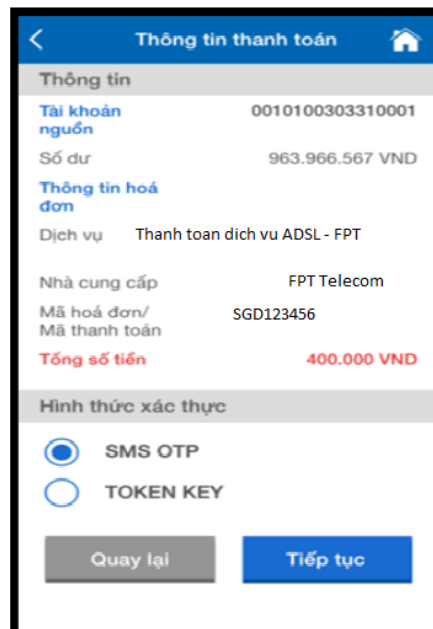 Thông tin thanh toán
Thông tin
Tài khoản 0010100303310001
nguồn
Số dư 963.966.567 VND
Thông tin hoá
đơn
Dịch vụ Thanh toan dich vu ADSL - FPT
Nhà cung cấp FPT Telecom
Mã hoá đơn/ SGD123456
Mã thanh toán
Tổng số tiền 400.000 VND
Hình thức xác thực
SMS OTP
TOKEN KEY
Quay lại Tiếp tục